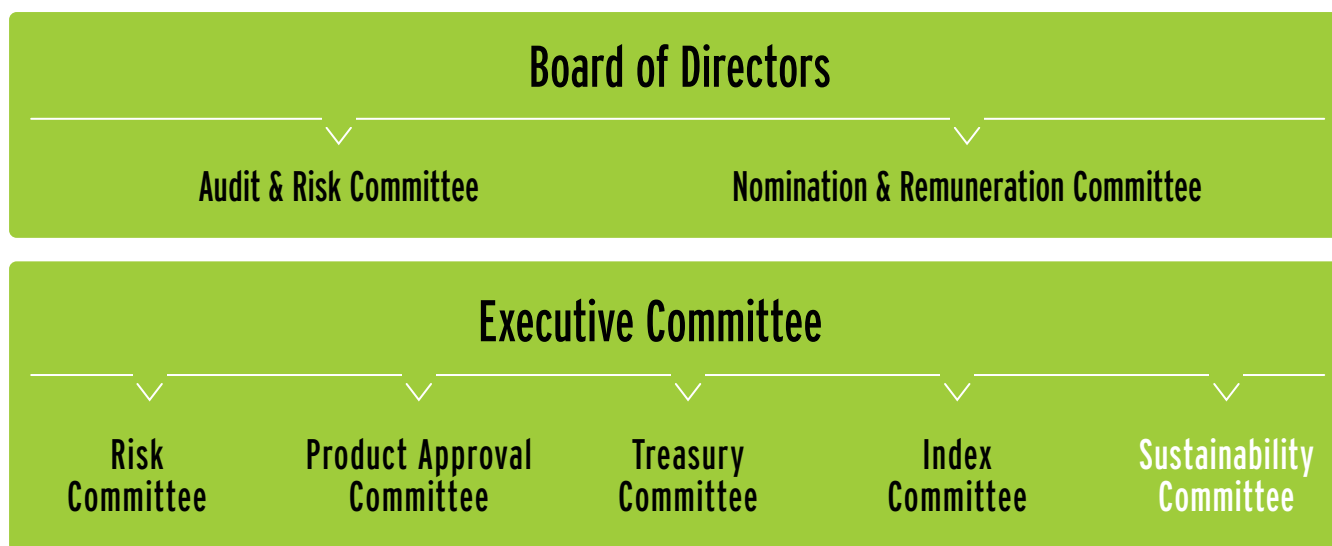 Board of Directors
Audit & Risk Committee
Nomination & Remuneration Committee
Executive Committee
Risk
Committee
Product Approval
Committee
Treasury
Committee
Index
Committee
Sustainability
Committee